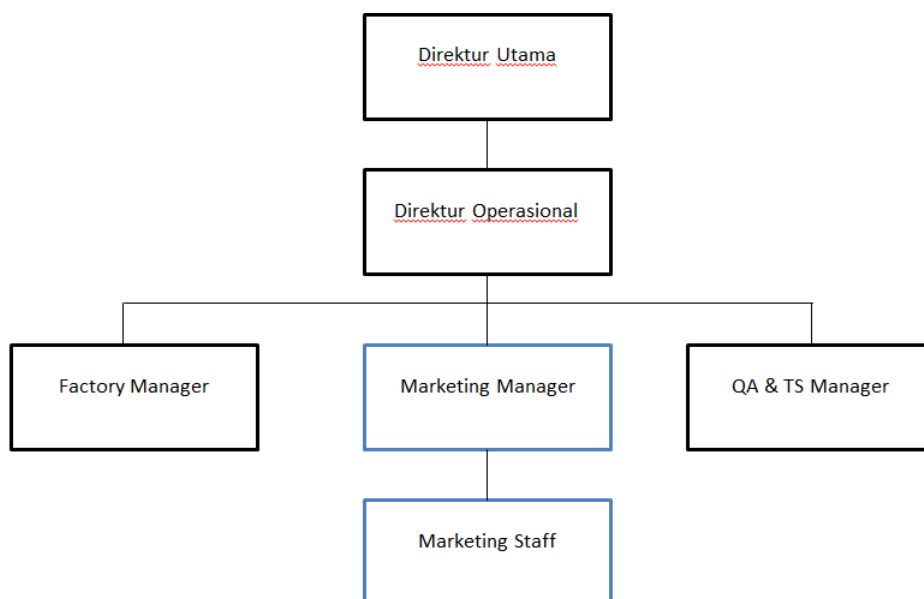 Direktur Utama
Direktur Operasional
Factory Manager
Marketing Manager
QA & TS Manager
Marketing Staff